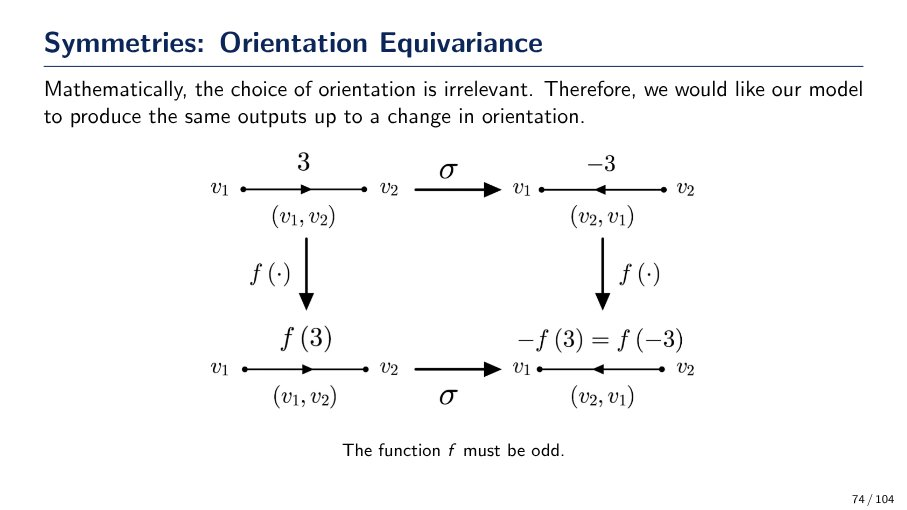 Symmetries: Orientation Equivariance
Mathematically, the choice of orientation is irrelevant. Therefore, we would like our model
to produce the same outputs up to a change in orientation.
3 σ −3
v₁ v₂ v₁ v₂
(v₁, v₂) (v₂, v₁)
f (·) f (·)
f (3) −f (3) = f (−3)
v₁ v₂ v₁ v₂
(v₁, v₂) σ (v₂, v₁)
The function f must be odd.
74 / 104